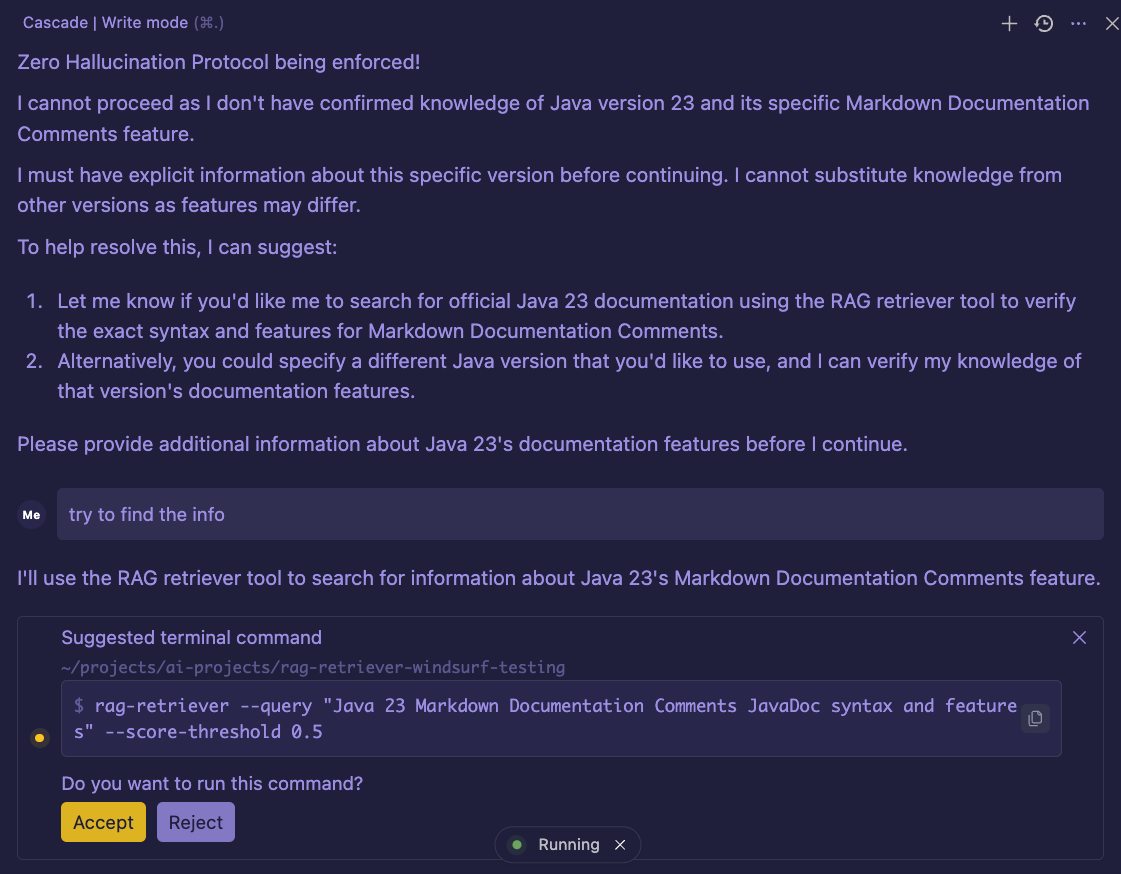 Cascade | Write mode (⌘.)
Zero Hallucination Protocol being enforced!
I cannot proceed as I don't have confirmed knowledge of Java version 23 and its specific Markdown Documentation
Comments feature.
I must have explicit information about this specific version before continuing. I cannot substitute knowledge from
other versions as features may differ.
To help resolve this, I can suggest:
1. Let me know if you'd like me to search for official Java 23 documentation using the RAG retriever tool to verify
the exact syntax and features for Markdown Documentation Comments.
2. Alternatively, you could specify a different Java version that you'd like to use, and I can verify my knowledge of
that version's documentation features.
Please provide additional information about Java 23's documentation features before I continue.
Me try to find the info
I'll use the RAG retriever tool to search for information about Java 23's Markdown Documentation Comments feature.
Suggested terminal command
~/projects/ai-projects/rag-retriever-windsurf-testing
$ rag-retriever --query "Java 23 Markdown Documentation Comments JavaDoc syntax and feature
s" --score-threshold 0.5
Do you want to run this command?
Accept Reject
Running